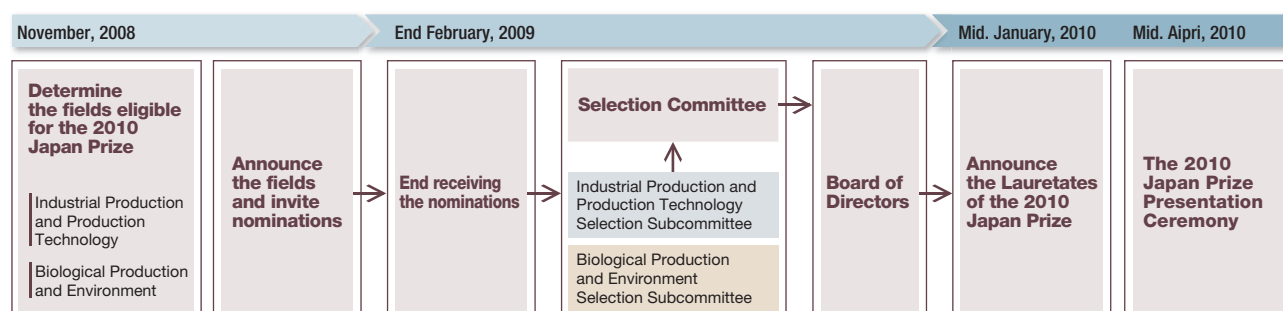 November, 2008
End February, 2009
Mid. January, 2010
Mid. Aipri, 2010
Determine
the fields eligible
for the 2010
Japan Prize
Industrial Production
and Production
Technology
Biological Production
and Environment
Announce
the fields
and invite
nominations
End receiving
the nominations
Selection Committee
Industrial Production and
Production Technology
Selection Subcommittee
Biological Production
and Environment
Selection Subcommittee
Board of
Directors
Announce
the Lauretates
of the 2010
Japan Prize
The 2010
Japan Prize
Presentation
Ceremony